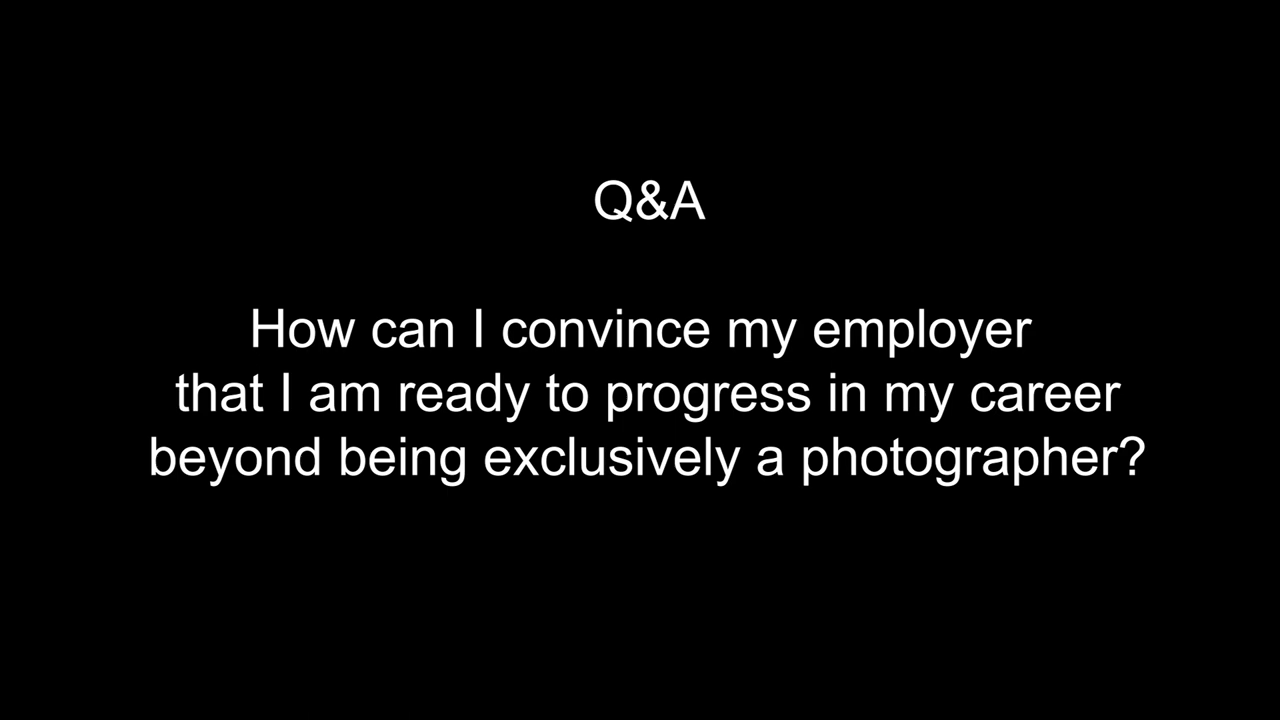 Q&A
How can I convince my employer
that I am ready to progress in my career
beyond being exclusively a photographer?